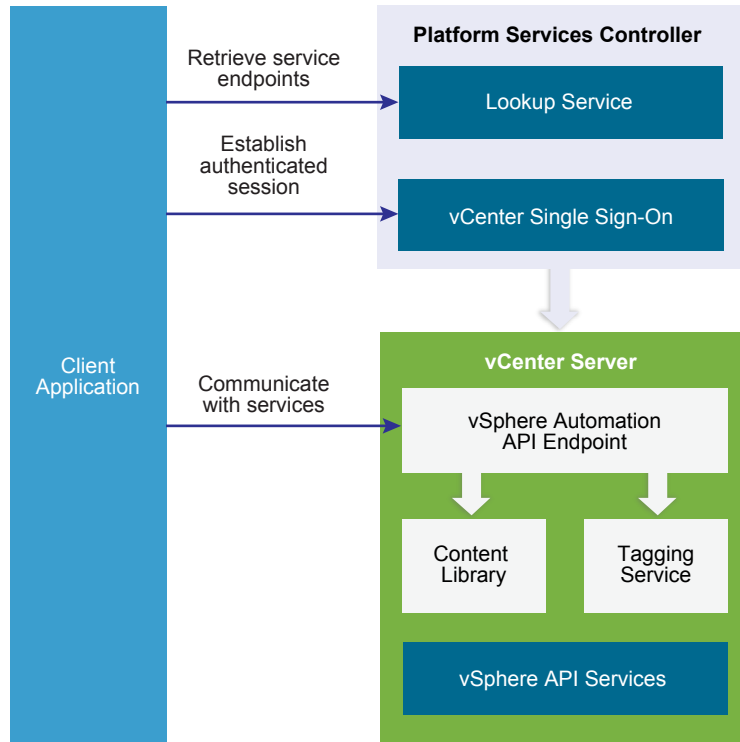 Platform Services Controller
Retrieve service
endpoints
Lookup Service
Establish
authenticated
session
vCenter Single Sign-On
Client
Application
vCenter Server
Communicate
with services
vSphere Automation
API Endpoint
Content
Library
Tagging
Service
vSphere API Services